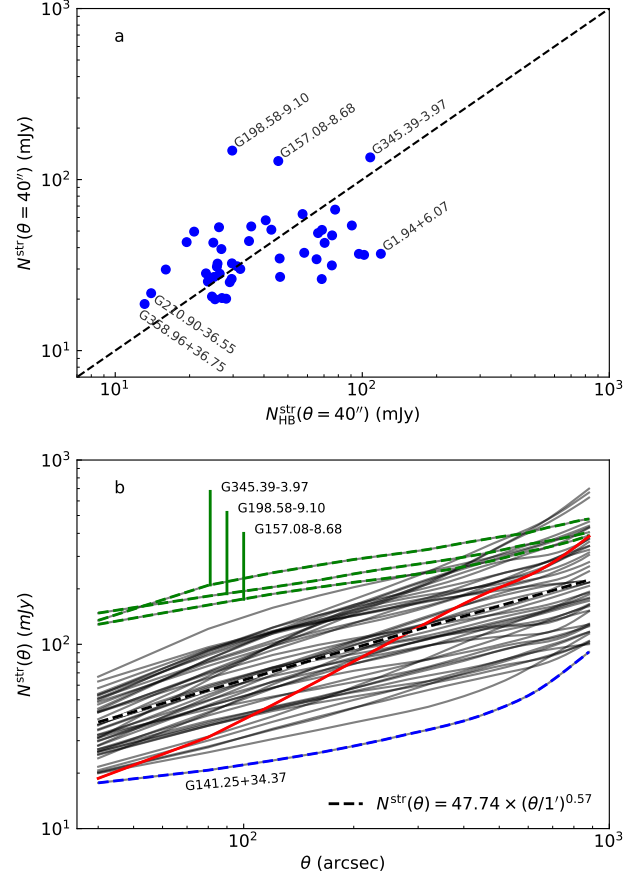 10³
a
G198.58-9.10
G157.08-8.68
G345.39-3.97
10²
G1.94+6.07
G210.90-36.55
G358.96+36.75
10¹
N^str(θ = 40″) (mJy)
10¹ 10² 10³
N_HB^str(θ = 40″) (mJy)
10³
b
G345.39-3.97
G198.58-9.10
G157.08-8.68
10²
G141.25+34.37
N^str(θ) = 47.74 × (θ/1′)^0.57
10¹
N^str(θ) (mJy)
10² 10³
θ (arcsec)